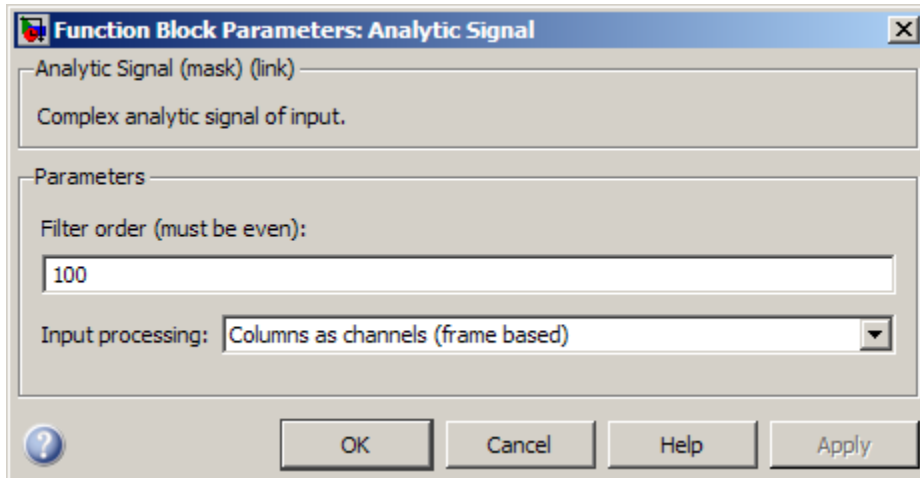 Function Block Parameters: Analytic Signal
Analytic Signal (mask) (link)
Complex analytic signal of input.
Parameters
Filter order (must be even):
100
Input processing: Columns as channels (frame based)
OK Cancel Help Apply